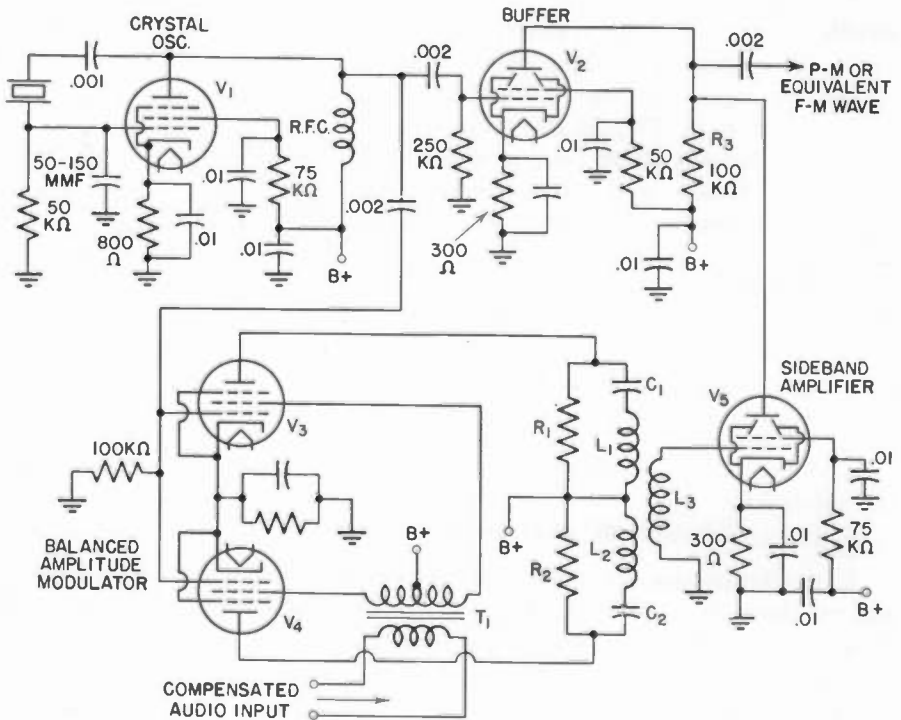 CRYSTAL
OSC.
BUFFER
.001
V1
R.F.C.
.002
V2
.002
P-M OR
EQUIVALENT
F-M WAVE
50-150
MMF
50
KΩ
800
Ω
.01
.01
75
KΩ
.01
B+
.002
250
KΩ
300
Ω
.01
50
KΩ
R3
100
KΩ
.01
B+
V3
100KΩ
BALANCED
AMPLITUDE
MODULATOR
V4
B+
T1
COMPENSATED
AUDIO INPUT
R1
C1
L1
B+
R2
L2
C2
L3
SIDEBAND
AMPLIFIER
V5
.01
300
Ω
.01
75
KΩ
.01
B+